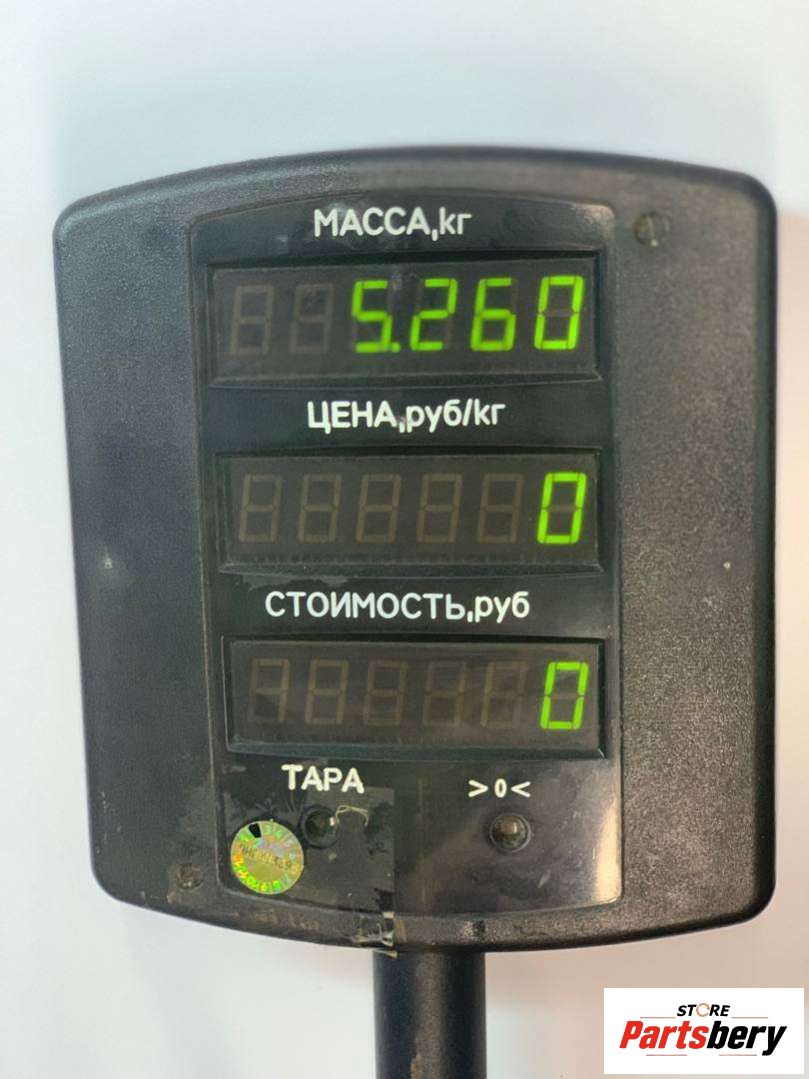 МАССА,кг
5.260
ЦЕНА,руб/кг
0
СТОИМОСТЬ,руб
0
ТАРА >0<
STORE
Partsbery